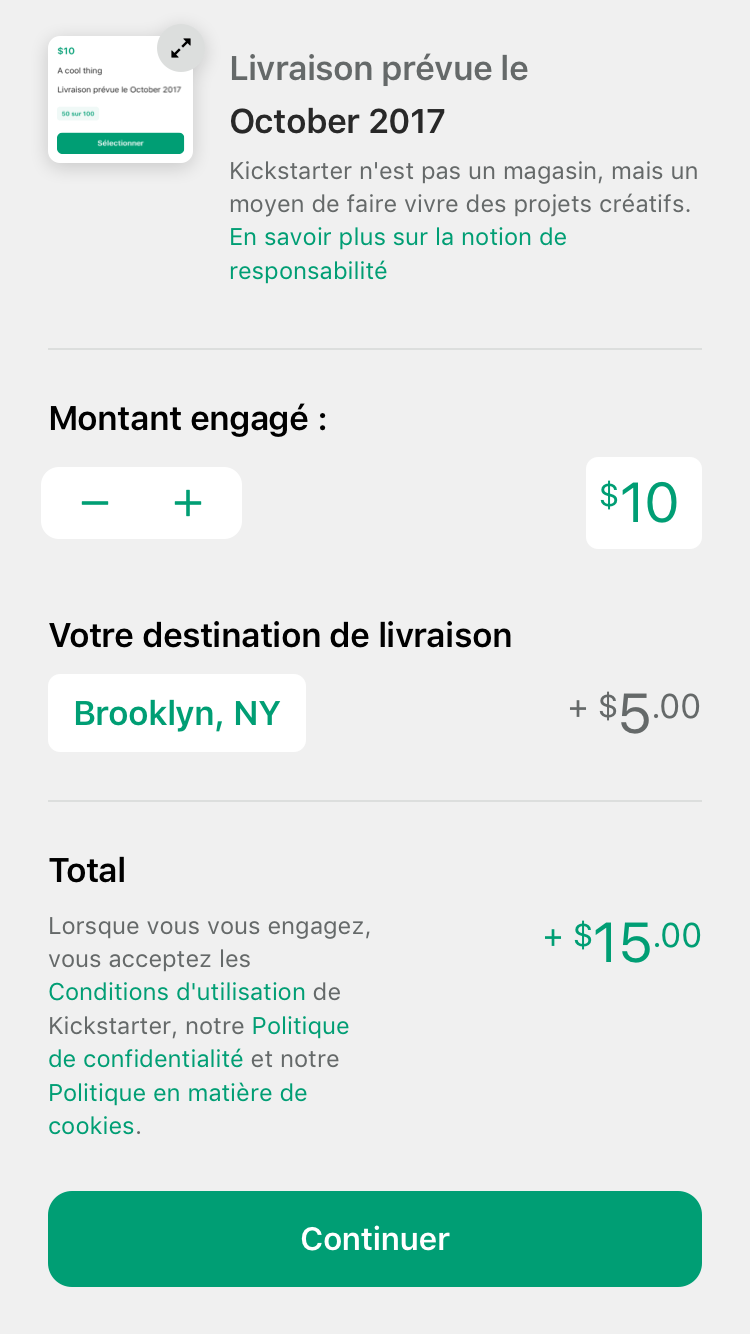 $10
A cool thing
Livraison prévue le October 2017
50 sur 100
Sélectionner
Livraison prévue le
October 2017
Kickstarter n'est pas un magasin, mais un
moyen de faire vivre des projets créatifs.
En savoir plus sur la notion de
responsabilité
Montant engagé :
− +
$10
Votre destination de livraison
Brooklyn, NY
+ $5.00
Total
Lorsque vous vous engagez,
vous acceptez les
Conditions d'utilisation de
Kickstarter, notre Politique
de confidentialité et notre
Politique en matière de
cookies.
+ $15.00
Continuer